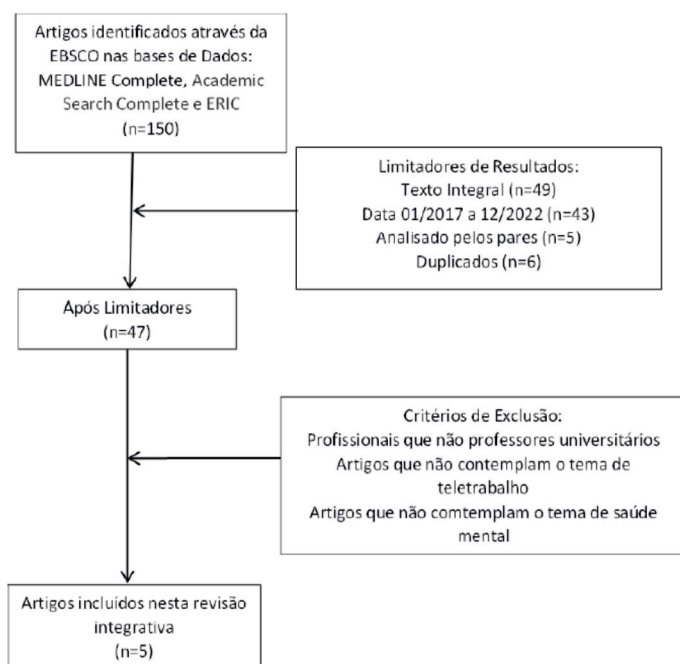 Artigos identificados através da
EBSCO nas bases de Dados:
MEDLINE Complete, Academic
Search Complete e ERIC
(n=150)
Limitadores de Resultados:
Texto Integral (n=49)
Data 01/2017 a 12/2022 (n=43)
Analisado pelos pares (n=5)
Duplicados (n=6)
Após Limitadores
(n=47)
Critérios de Exclusão:
Profissionais que não professores universitários
Artigos que não contemplam o tema de
teletrabalho
Artigos que não comtemplam o tema de saúde
mental
Artigos incluídos nesta revisão
integrativa
(n=5)